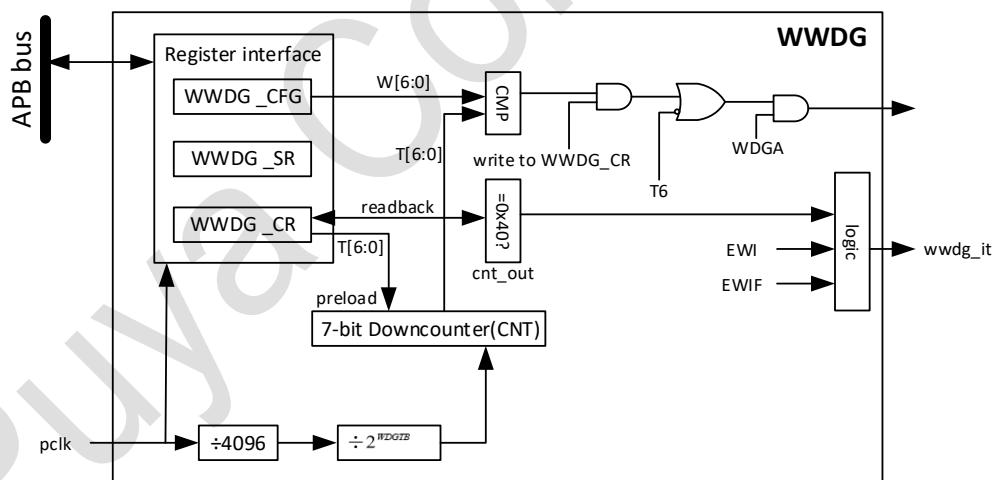 WWDG
APB bus
Register interface
WWDG _CFG
W[6:0]
CMP
WWDG _SR
T[6:0]
write to WWDG_CR
WDGA
T6
WWDG _CR
readback
=0x40?
logic
T[6:0]
cnt_out
EWI
wwdg_it
EWIF
preload
7-bit Downcounter(CNT)
pclk
÷4096
÷2^WDGTB
Puya Co